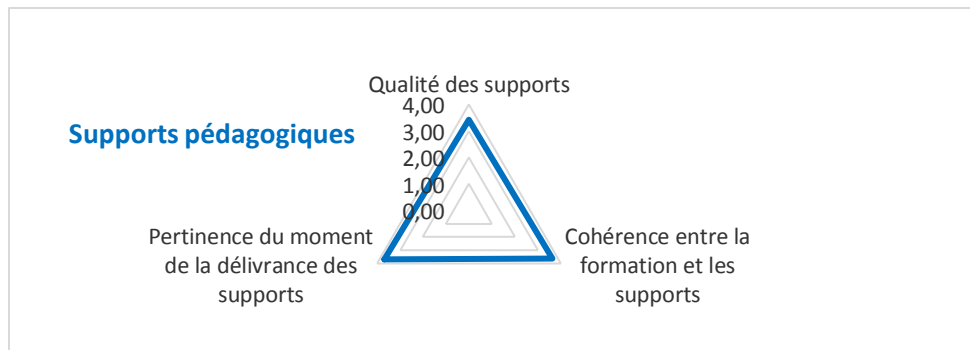 Supports pédagogiques
Qualité des supports
4,00
3,00
2,00
1,00
0,00
Cohérence entre la
formation et les
supports
Pertinence du moment
de la délivrance des
supports